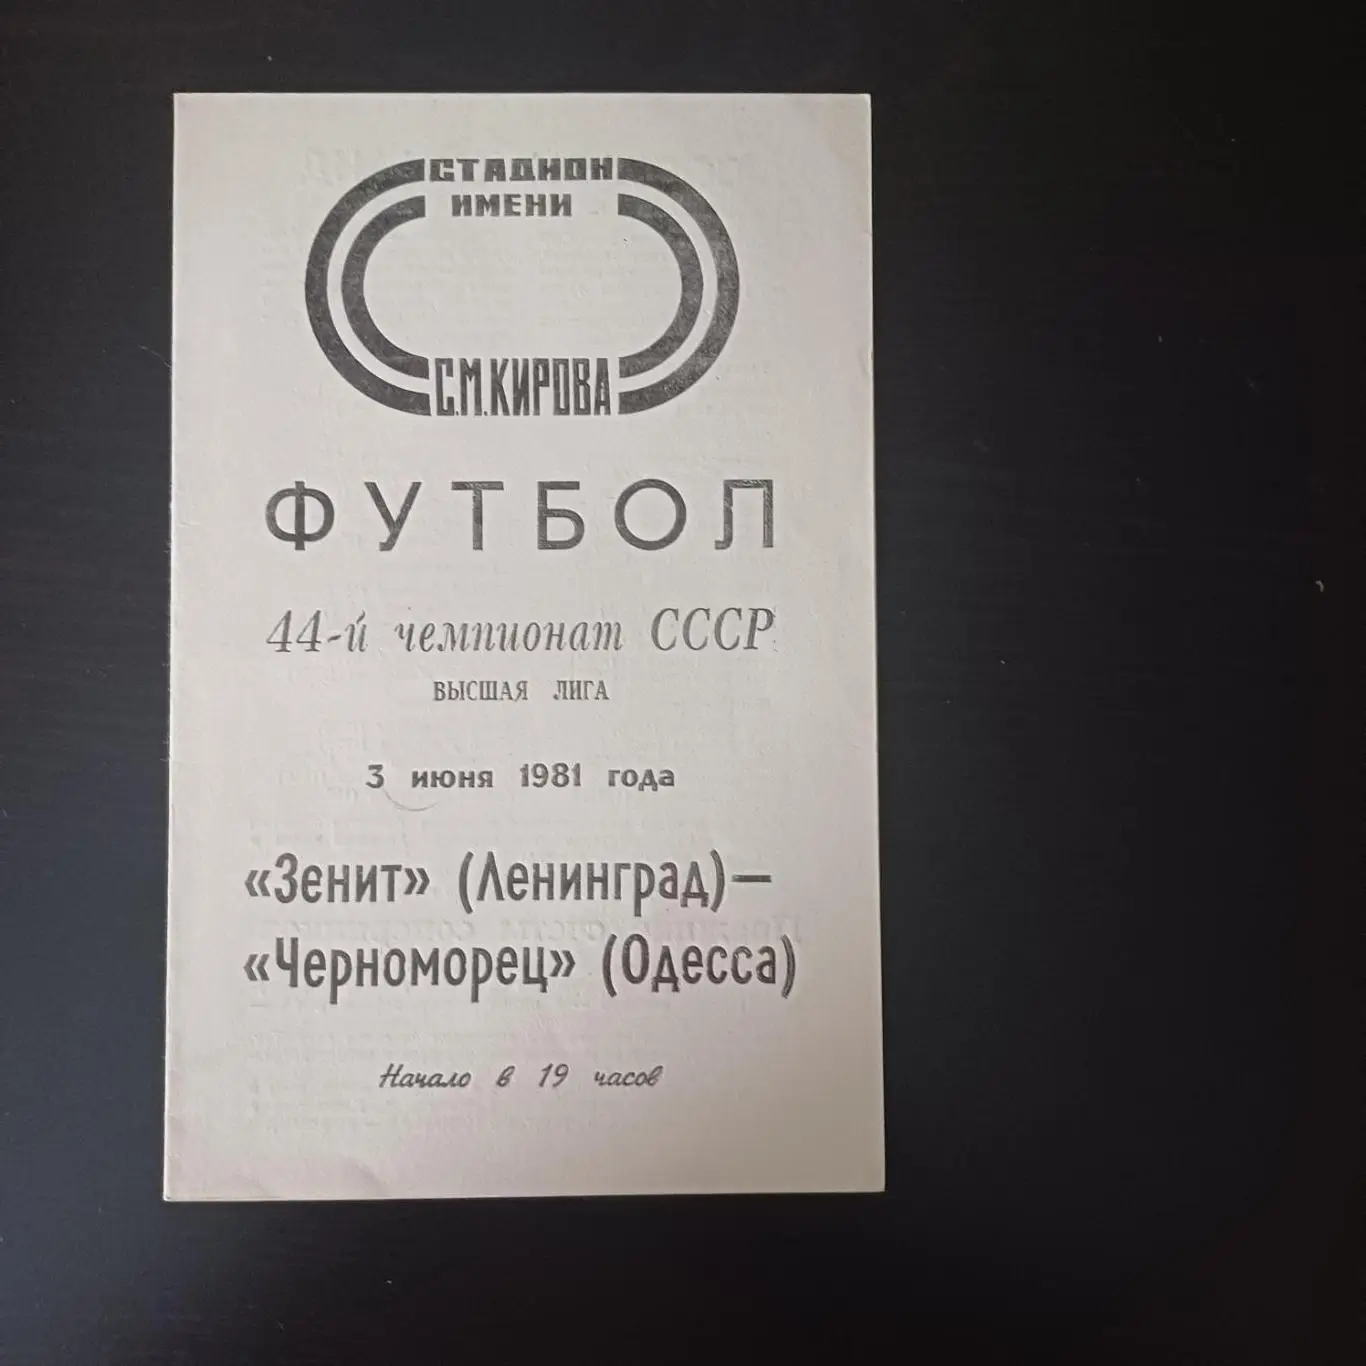 СТАДИОН
ИМЕНИ
С.М.КИРОВА
ФУТБОЛ
44-й чемпионат СССР
ВЫСШАЯ ЛИГА
3 июня 1981 года
«Зенит» (Ленинград)—
«Черноморец» (Одесса)
Начало в 19 часов